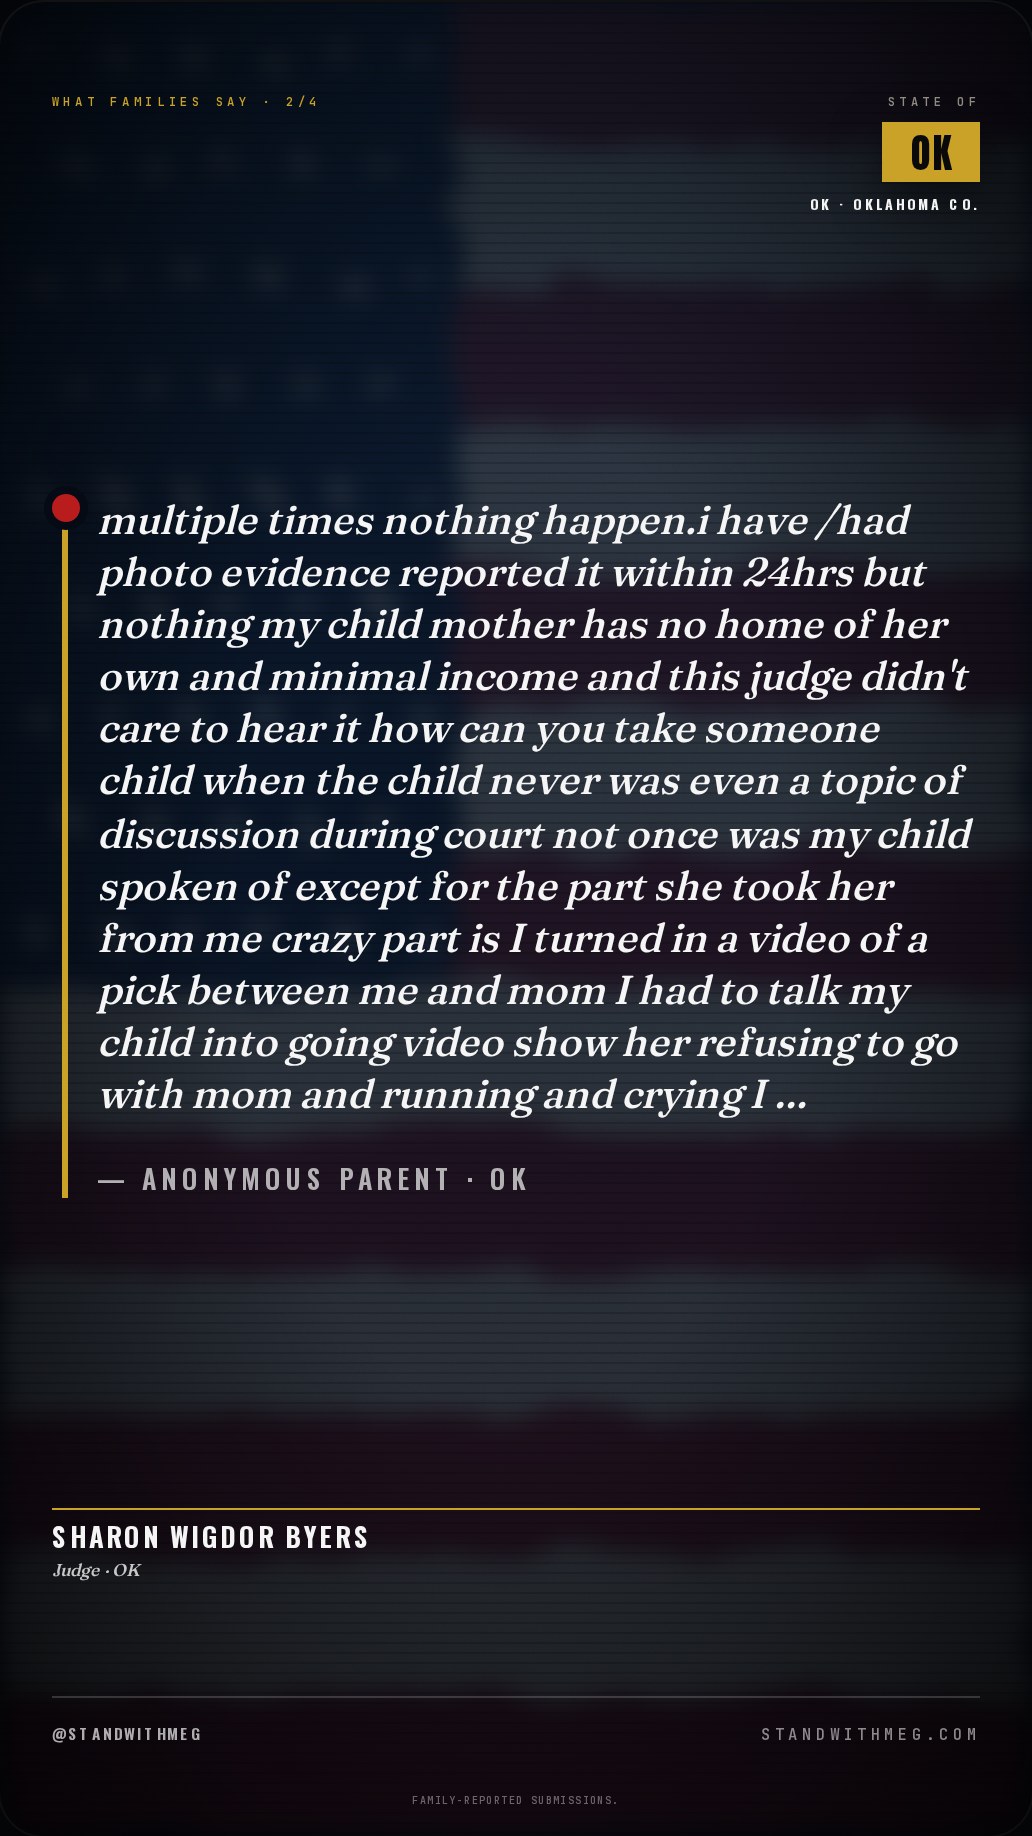 WHAT FAMILIES SAY · 2/4
STATE OF
OK
OK · OKLAHOMA CO.
multiple times nothing happen.i have /had
photo evidence reported it within 24hrs but
nothing my child mother has no home of her
own and minimal income and this judge didn't
care to hear it how can you take someone
child when the child never was even a topic of
discussion during court not once was my child
spoken of except for the part she took her
from me crazy part is I turned in a video of a
pick between me and mom I had to talk my
child into going video show her refusing to go
with mom and running and crying I ...
— ANONYMOUS PARENT · OK
SHARON WIGDOR BYERS
Judge · OK
@STANDWITHMEG
STANDWITHMEG.COM
FAMILY-REPORTED SUBMISSIONS.